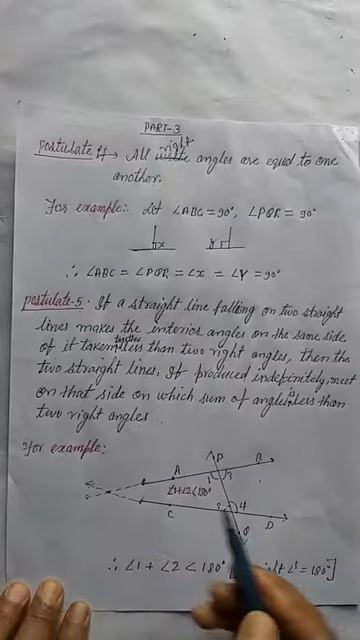 PART-3
right
Postulate 4 → All white angles are equal to one
another.
For example:- Let ∠ABC = 90°, ∠PQR = 90°
x y
∴ ∠ABC = ∠PQR = ∠x = ∠y = 90°
Postulate-5 · If a straight line falling on two straight
lines makes the interior angles on the same side
together
of it taken less than two right angles, then the
two straight lines, If produced indefinitely, meet
is
on that side on which sum of angles less than
two right angles.
For example:
P
A B
1 3
∠1+∠2<180°
2 4
C D
Q
∴ ∠1 + ∠2 < 180° = 180°]